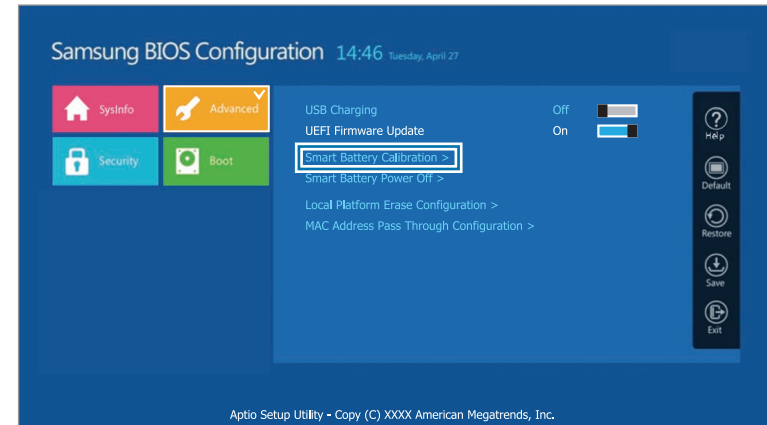 Samsung BIOS Configuration 14:46 Tuesday, April 27
SysInfo
Advanced
Security
Boot
USB Charging Off
UEFI Firmware Update On
Smart Battery Calibration >
Smart Battery Power Off >
Local Platform Erase Configuration >
MAC Address Pass Through Configuration >
Help
Default
Restore
Save
Exit
Aptio Setup Utility - Copy (C) XXXX American Megatrends, Inc.